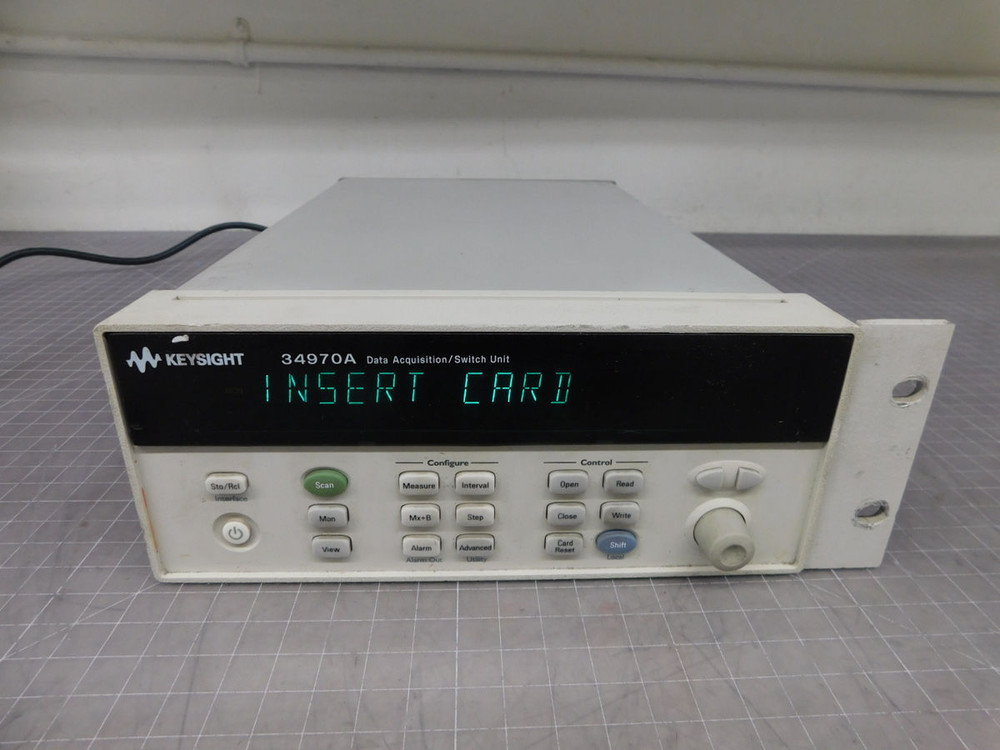 KEYSIGHT 34970A Data Acquisition/Switch Unit
INSERT CARD
Configure Control
Sto/Rcl Scan Measure Interval Open Read
Interface
Mon Mx+B Step Close Write
View Alarm Advanced Card Reset Shift
Alarm Out Utility Local